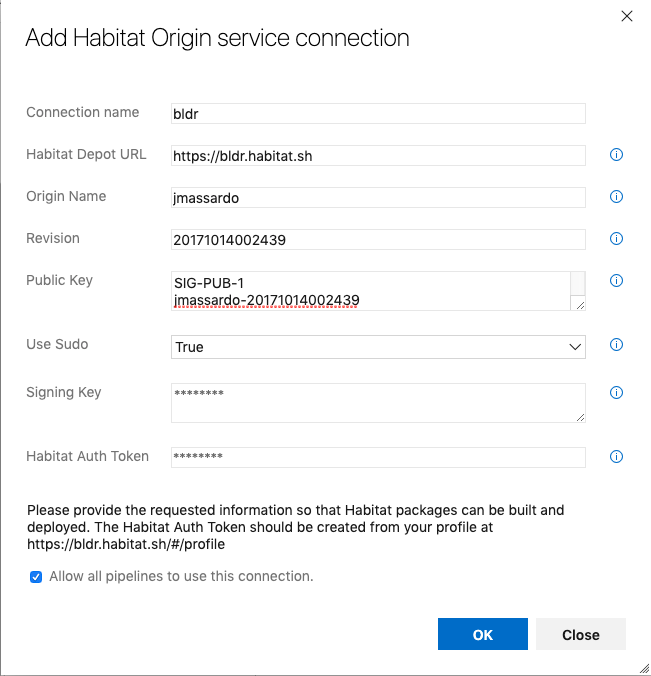 Add Habitat Origin service connection
Connection name
bldr
Habitat Depot URL
https://bldr.habitat.sh
Origin Name
jmassardo
Revision
20171014002439
Public Key
SIG-PUB-1
jmassardo-20171014002439
Use Sudo
True
Signing Key
********
Habitat Auth Token
********
Please provide the requested information so that Habitat packages can be built and
deployed. The Habitat Auth Token should be created from your profile at
https://bldr.habitat.sh/#/profile
Allow all pipelines to use this connection.
OK
Close